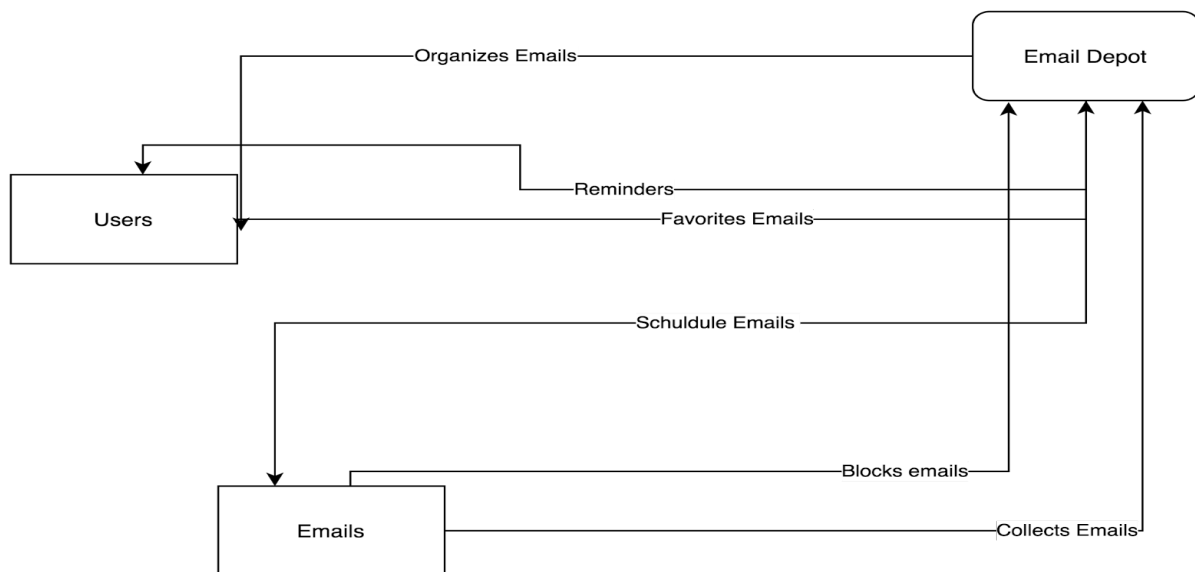 Organizes Emails
Email Depot
Reminders
Users
Favorites Emails
Schuldule Emails
Blocks emails
Emails
Collects Emails